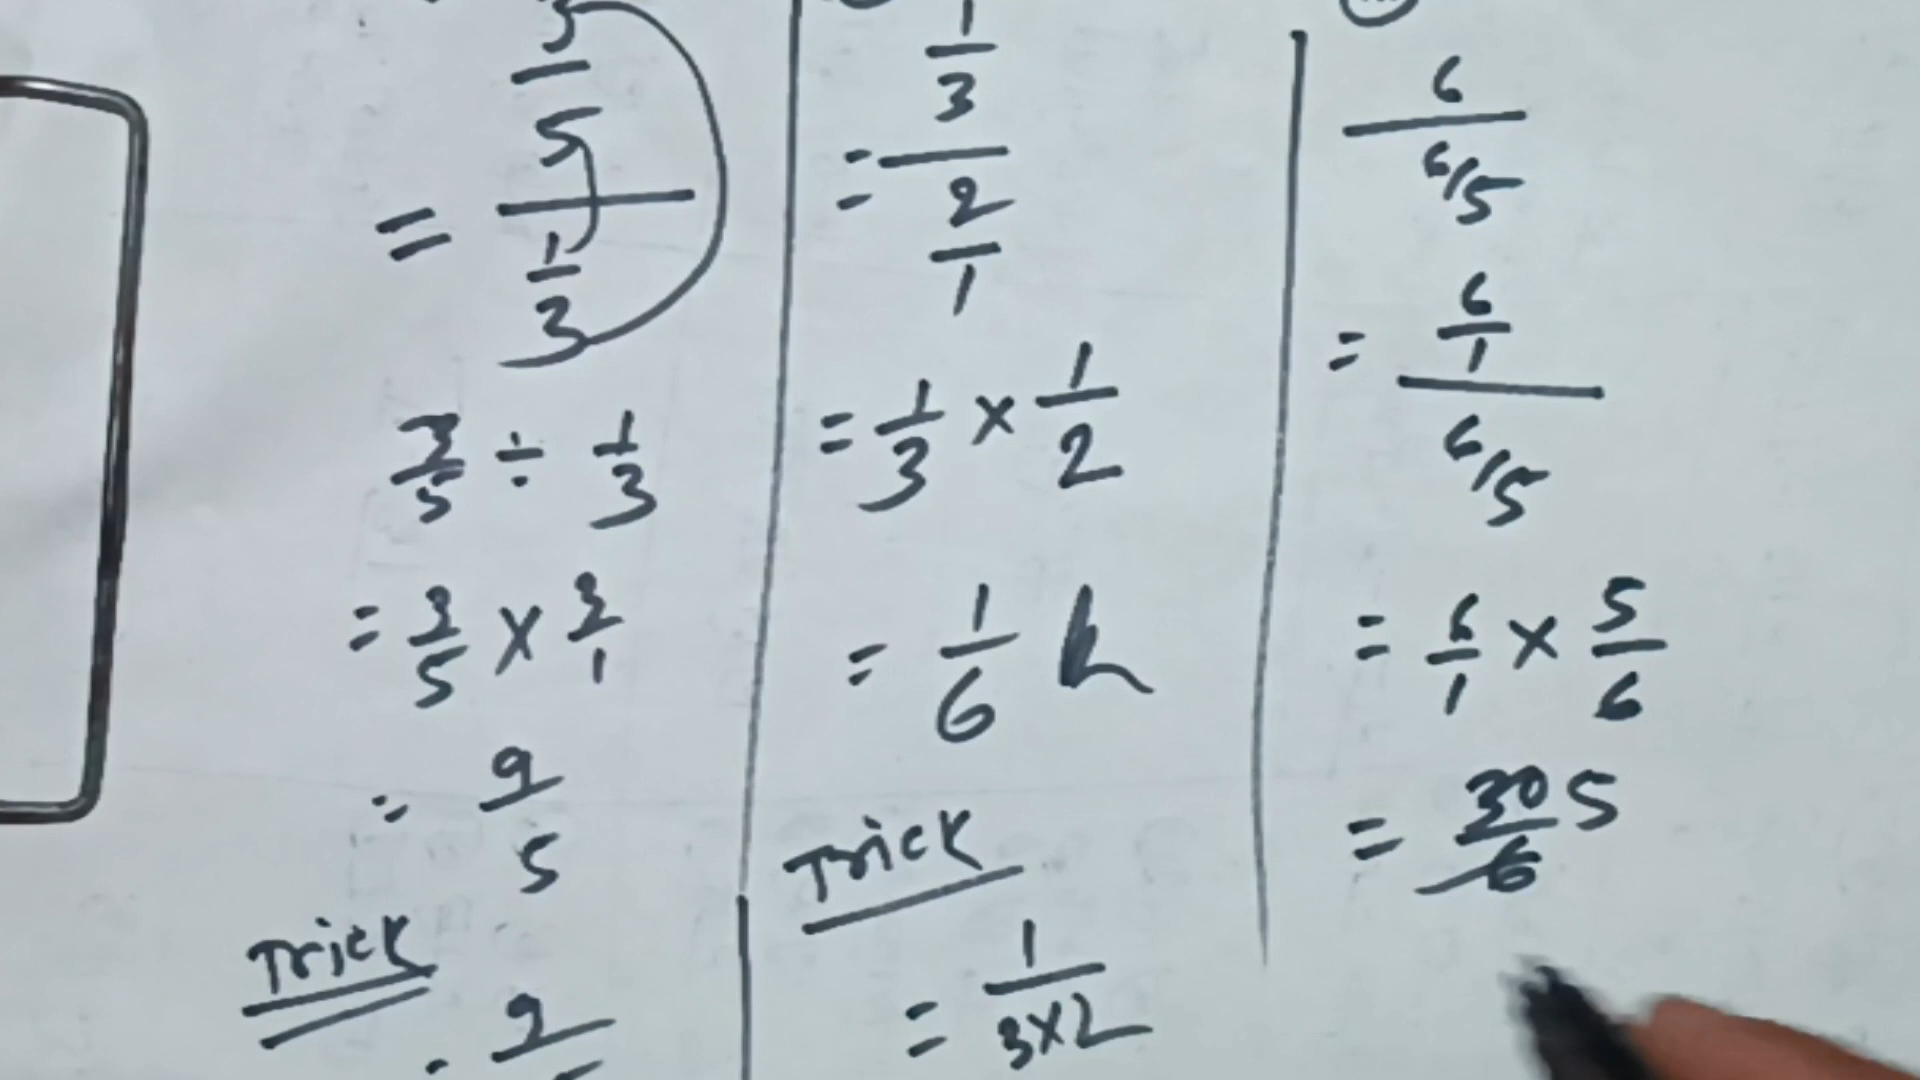 3/5
= ———
1/3
3/5 ÷ 1/3
= 3/5 × 3/1
= 9/5
Trick
9
1/3
= ———
2/1
= 1/3 × 1/2
= 1/6
Trick
= 1/3×2
6
———
6/5
6/1
= ———
6/5
= 6/1 × 5/6
= 30/6 5